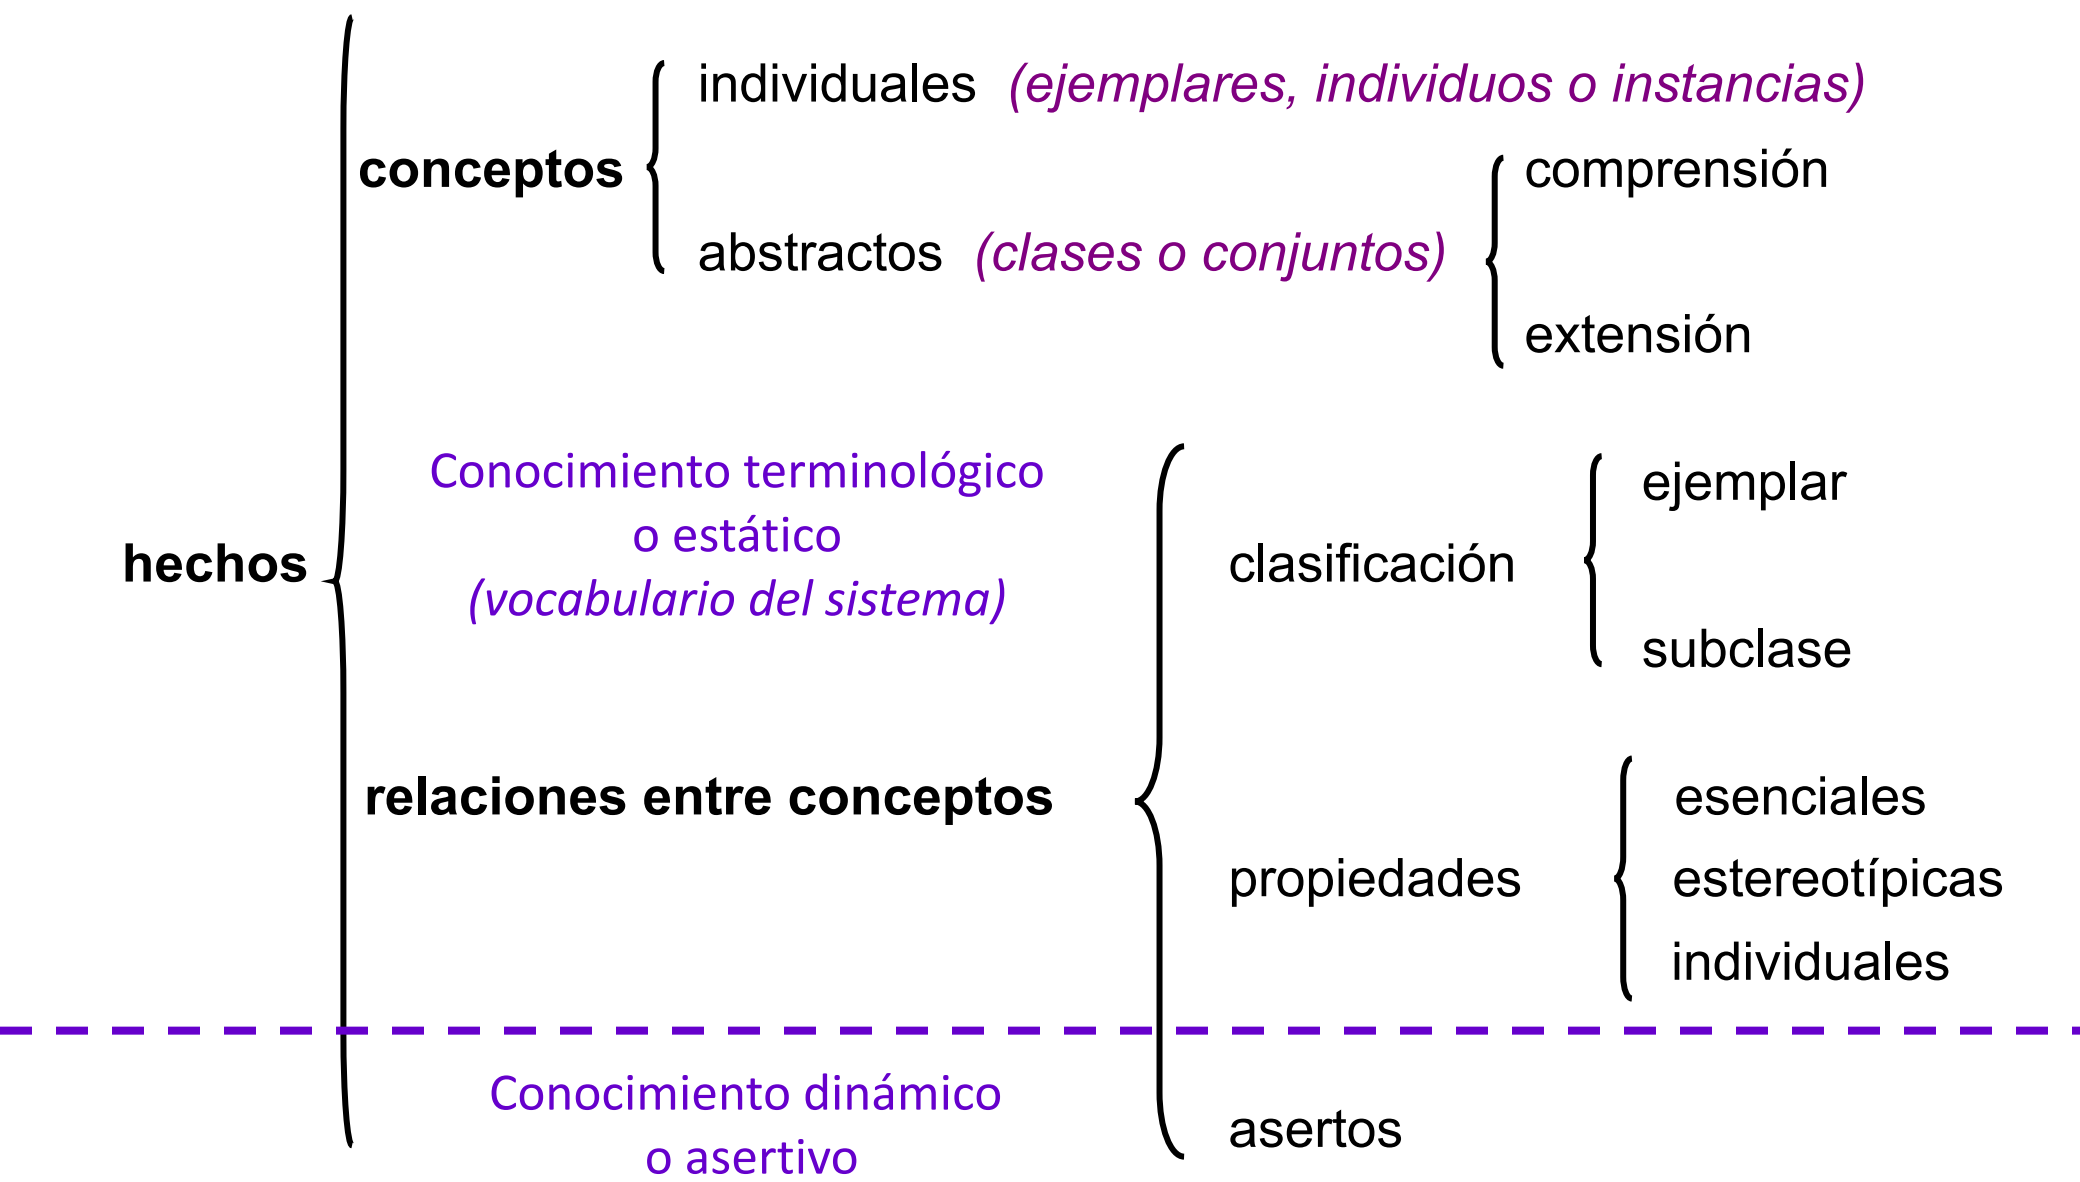 individuales (ejemplares, individuos o instancias)
conceptos
comprensión
abstractos (clases o conjuntos)
extensión
Conocimiento terminológico
o estático
(vocabulario del sistema)
ejemplar
hechos
clasificación
subclase
relaciones entre conceptos
esenciales
propiedades
estereotípicas
individuales
Conocimiento dinámico
o asertivo
asertos